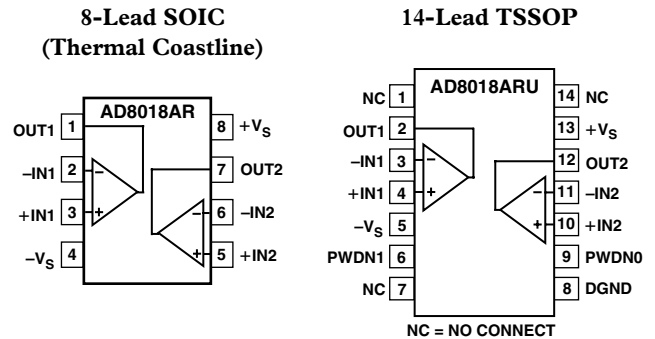 8-Lead SOIC
(Thermal Coastline)
AD8018AR
OUT1 1
–IN1 2
+IN1 3
–VS 4
8 +VS
7 OUT2
6 –IN2
5 +IN2
– + – +
14-Lead TSSOP
AD8018ARU
NC 1
OUT1 2
–IN1 3
+IN1 4
–VS 5
PWDN1 6
NC 7
14 NC
13 +VS
12 OUT2
11 –IN2
10 +IN2
9 PWDN0
8 DGND
– + – +
NC = NO CONNECT